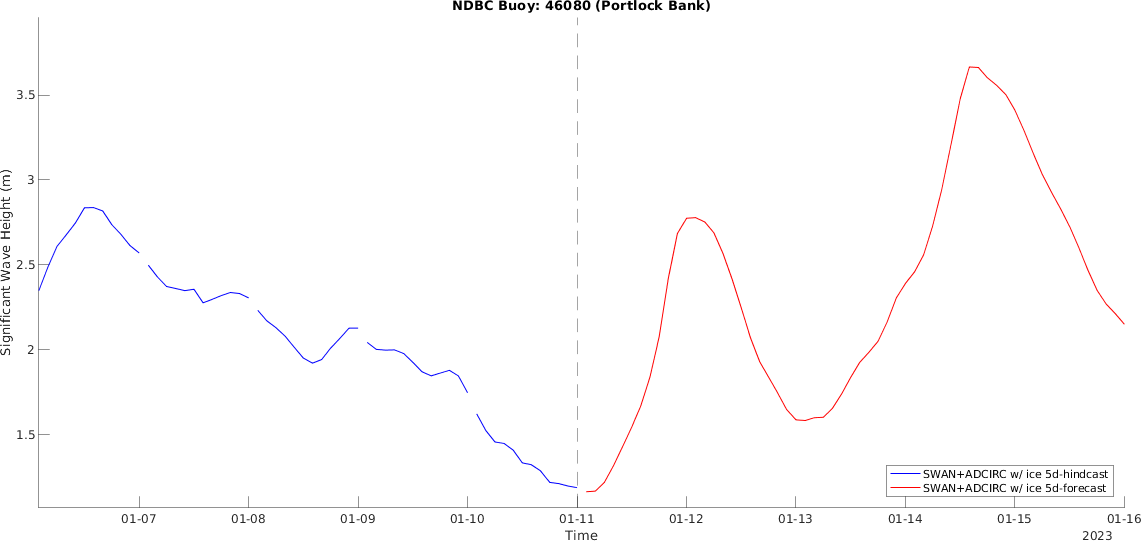 NDBC Buoy: 46080 (Portlock Bank)
Significant Wave Height (m)
3.5
3
2.5
2
1.5
SWAN+ADCIRC w/ ice 5d-hindcast
SWAN+ADCIRC w/ ice 5d-forecast
01-07 01-08 01-09 01-10 01-11 01-12 01-13 01-14 01-15 01-16
Time
2023